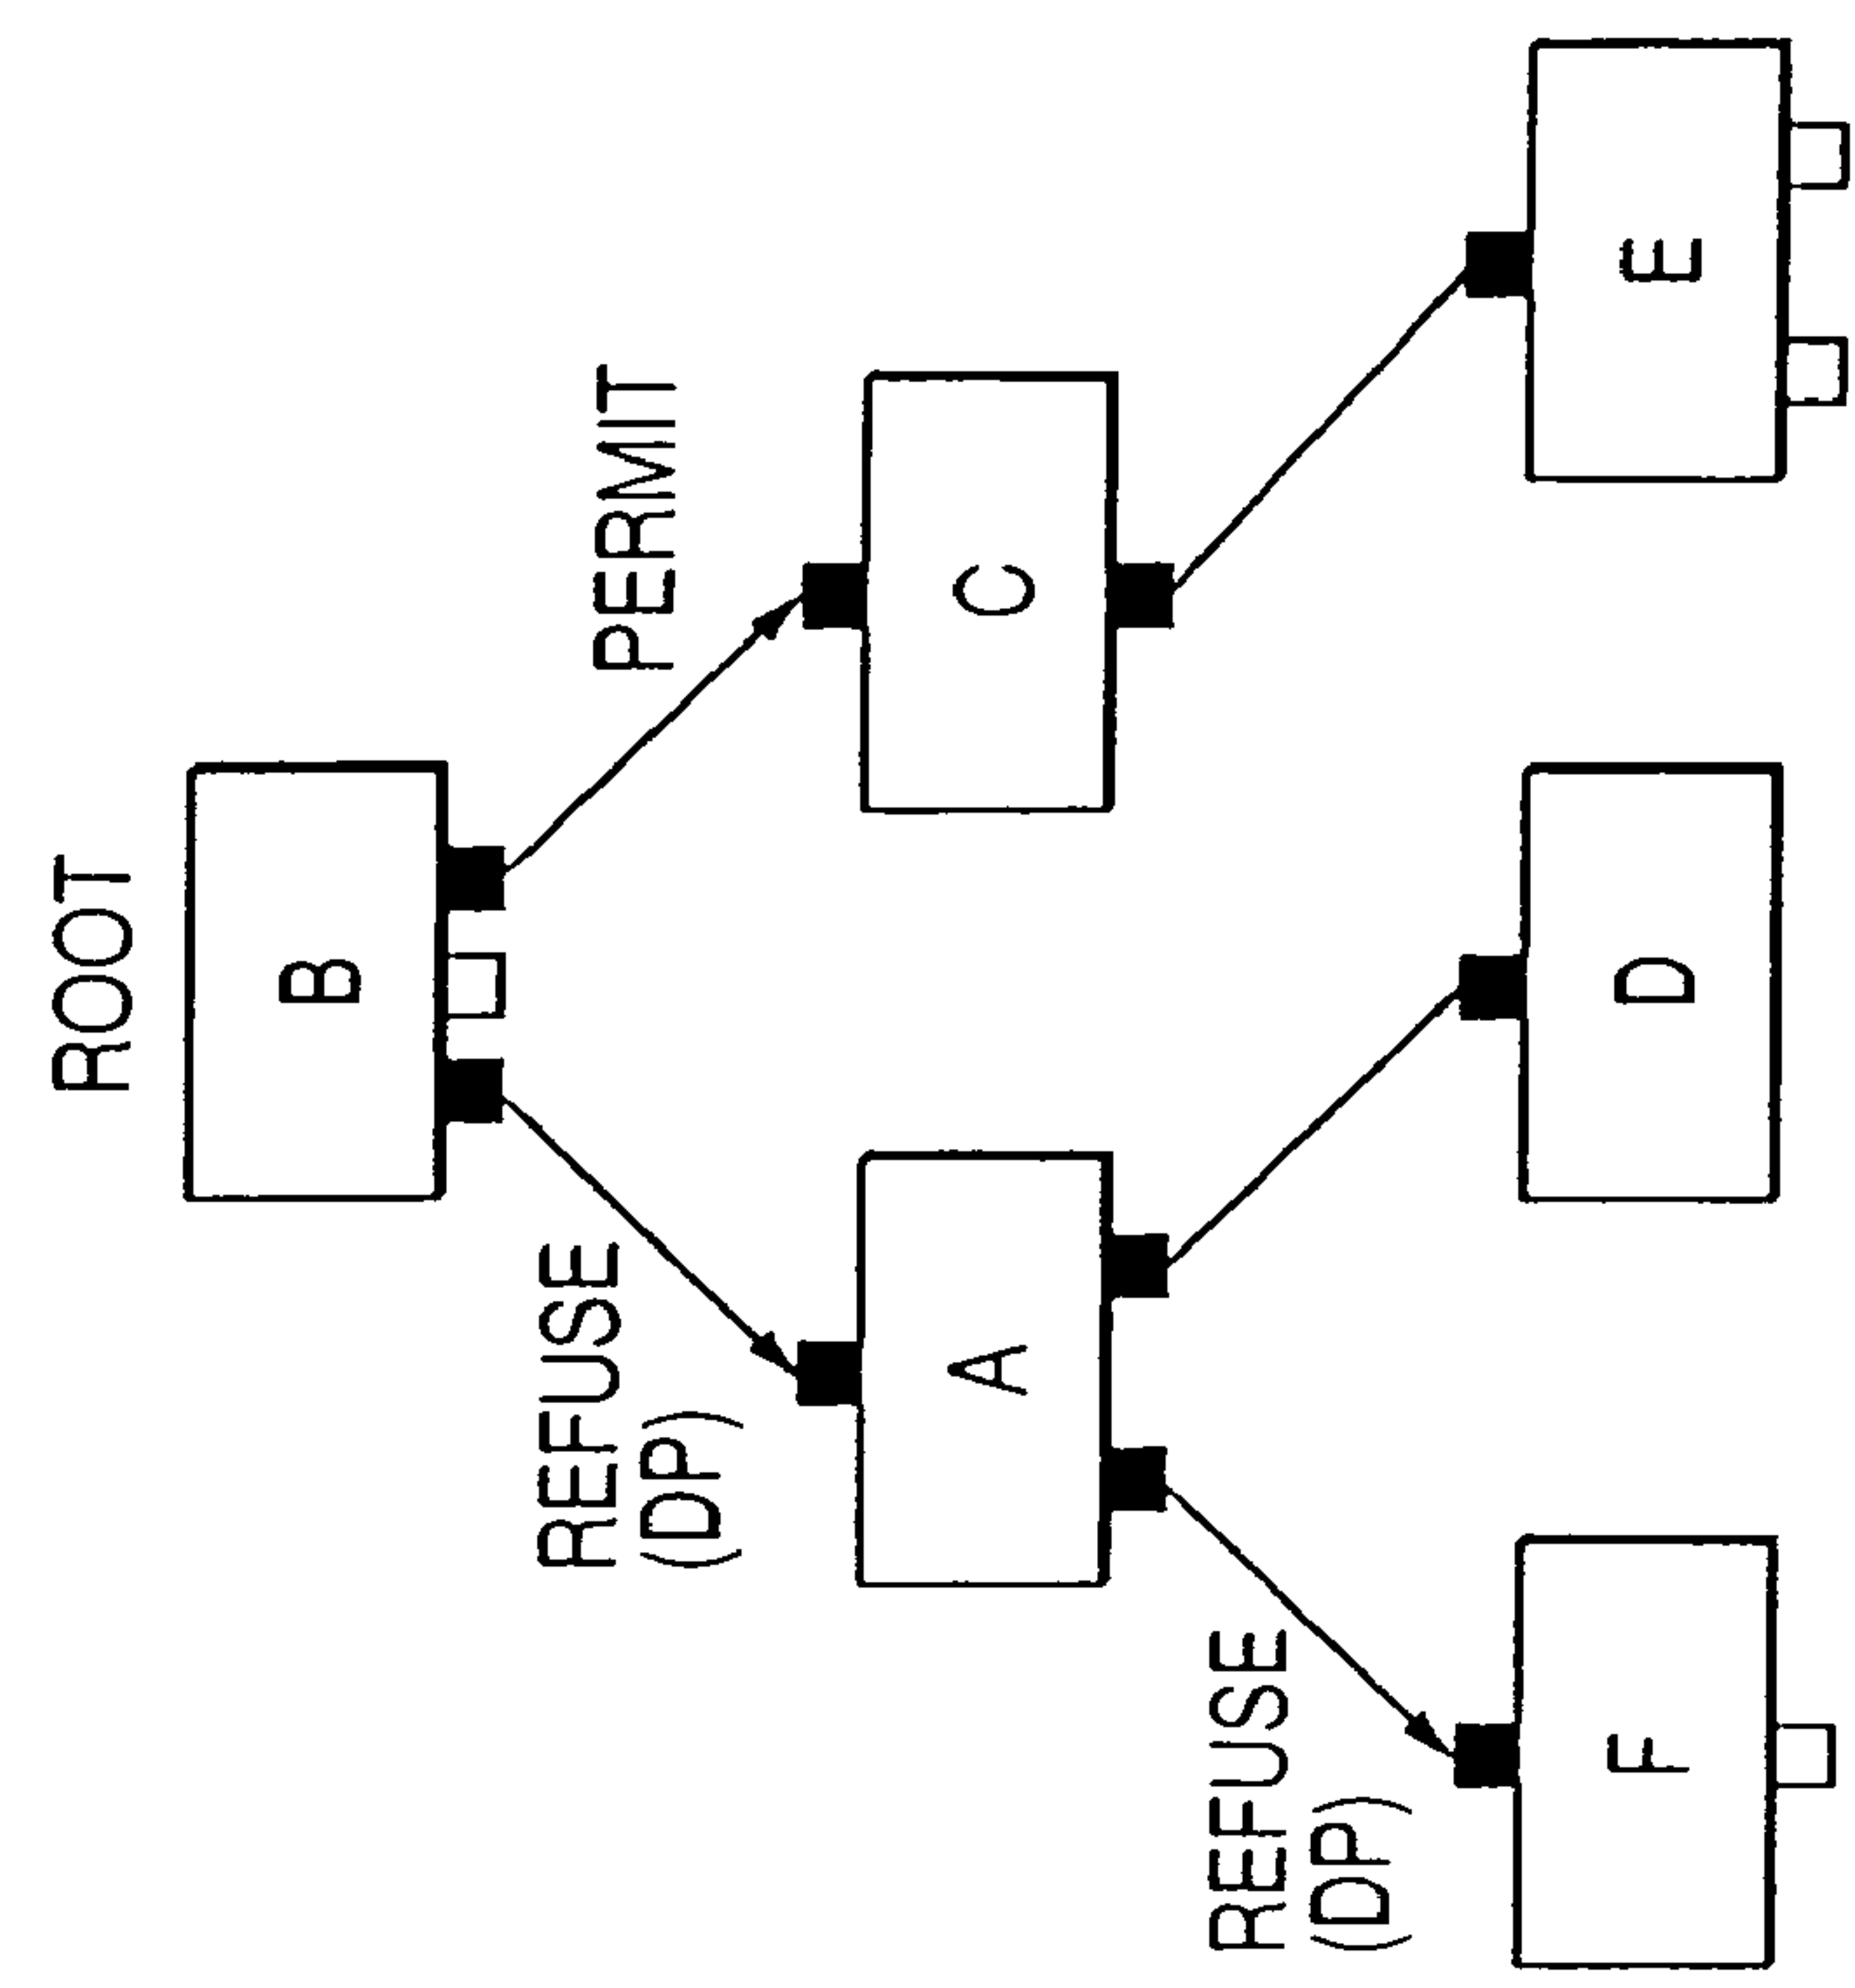 ROOT
B
REFUSE
(DP)
PERMIT
A
C
REFUSE
(DP)
F
D
E